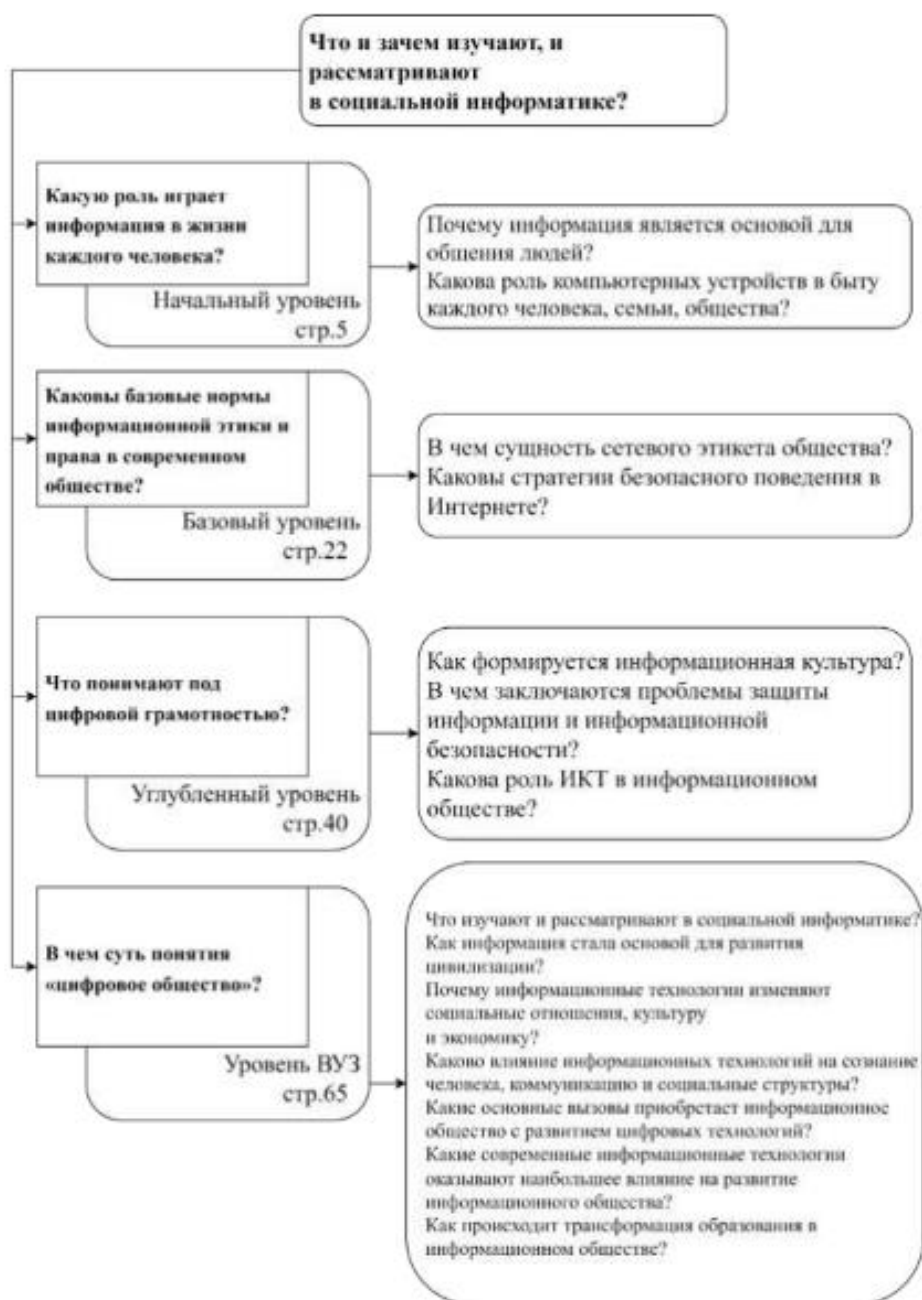 Что и зачем изучают, и
рассматривают
в социальной информатике?
Какую роль играет
информация в жизни
каждого человека?
Начальный уровень
стр.5
Почему информация является основой для
общения людей?
Какова роль компьютерных устройств в быту
каждого человека, семьи, общества?
Каковы базовые нормы
информационной этики и
права в современном
обществе?
Базовый уровень
стр.22
В чем сущность сетевого этикета общества?
Каковы стратегии безопасного поведения в
Интернете?
Что понимают под
цифровой грамотностью?
Углубленный уровень
стр.40
Как формируется информационная культура?
В чем заключаются проблемы защиты
информации и информационной
безопасности?
Какова роль ИКТ в информационном
обществе?
В чем суть понятия
«цифровое общество»?
Уровень ВУЗ
стр.65
Что изучают и рассматривают в социальной информатике?
Как информация стала основой для развития
цивилизации?
Почему информационные технологии изменяют
социальные отношения, культуру
и экономику?
Каково влияние информационных технологий на сознание
человека, коммуникацию и социальные структуры?
Какие основные вызовы приобретает информационное
общество с развитием цифровых технологий?
Какие современные информационные технологии
оказывают наибольшее влияние на развитие
информационного общества?
Как происходит трансформация образования в
информационном обществе?